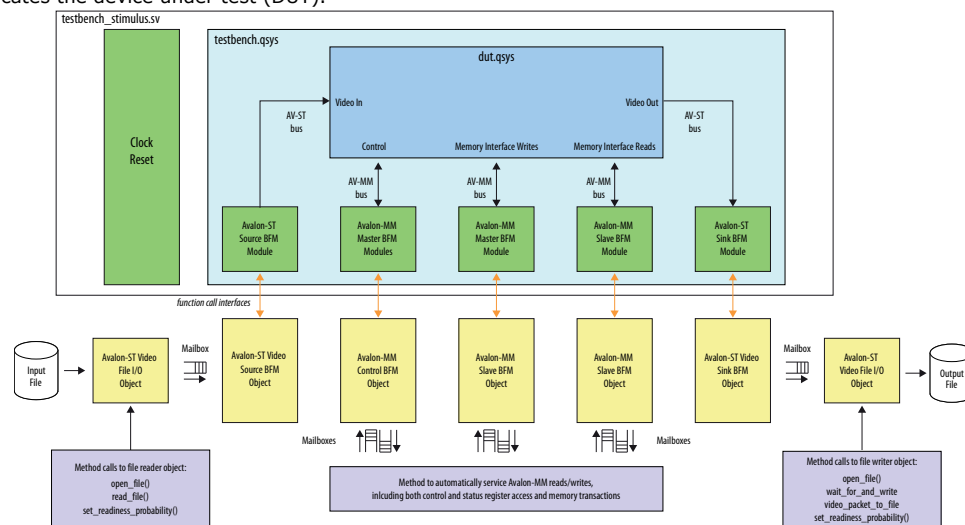 cates the device under test (DUT).
testbench_stimulus.sv
testbench.qsys
dut.qsys
Video In
Video Out
AV-ST
bus
AV-ST
bus
Clock
Reset
Control
Memory Interface Writes
Memory Interface Reads
AV-MM
bus
AV-MM
bus
AV-MM
bus
Avalon-ST
Source BFM
Module
Avalon-MM
Master BFM
Modules
Avalon-MM
Master BFM
Module
Avalon-MM
Slave BFM
Module
Avalon-ST
Sink BFM
Module
function call interfaces
Input
File
Avalon-ST Video
File I/O
Object
Mailbox
Avalon-ST Video
Source BFM
Object
Avalon-MM
Control BFM
Object
Avalon-MM
Slave BFM
Object
Avalon-MM
Slave BFM
Object
Avalon-ST Video
Sink BFM
Object
Mailbox
Avalon-ST
Video File I/O
Object
Output
File
Mailboxes
Mailboxes
Method calls to file reader object:
open_file()
read_file()
set_readiness_probability()
Method to automatically service Avalon-MM reads/writes,
inlcuding both control and status register access and memory transactions
Method calls to file writer object:
open_file()
wait_for_and_write
video_packet_to_file
set_readiness_probability()